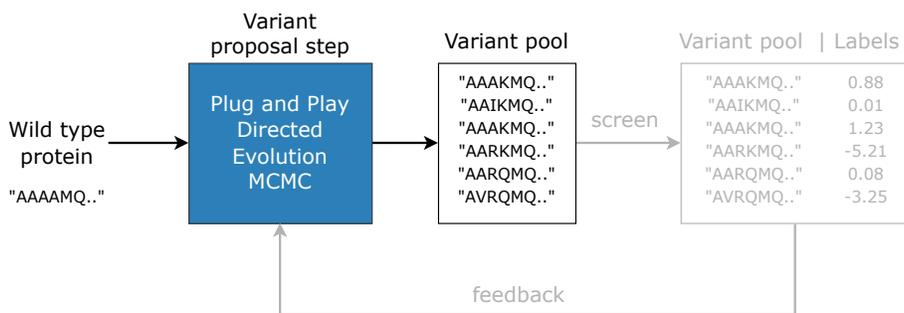 Variant
proposal step
Plug and Play
Directed
Evolution
MCMC
Wild type
protein
"AAAAMQ.."
Variant pool
"AAAKMQ.."
"AAIKMQ.."
"AAAKMQ.."
"AARKMQ.."
"AARQMQ.."
"AVRQMQ.."
screen
Variant pool | Labels
"AAAKMQ.." 0.88
"AAIKMQ.." 0.01
"AAAKMQ.." 1.23
"AARKMQ.." -5.21
"AARQMQ.." 0.08
"AVRQMQ.." -3.25
feedback